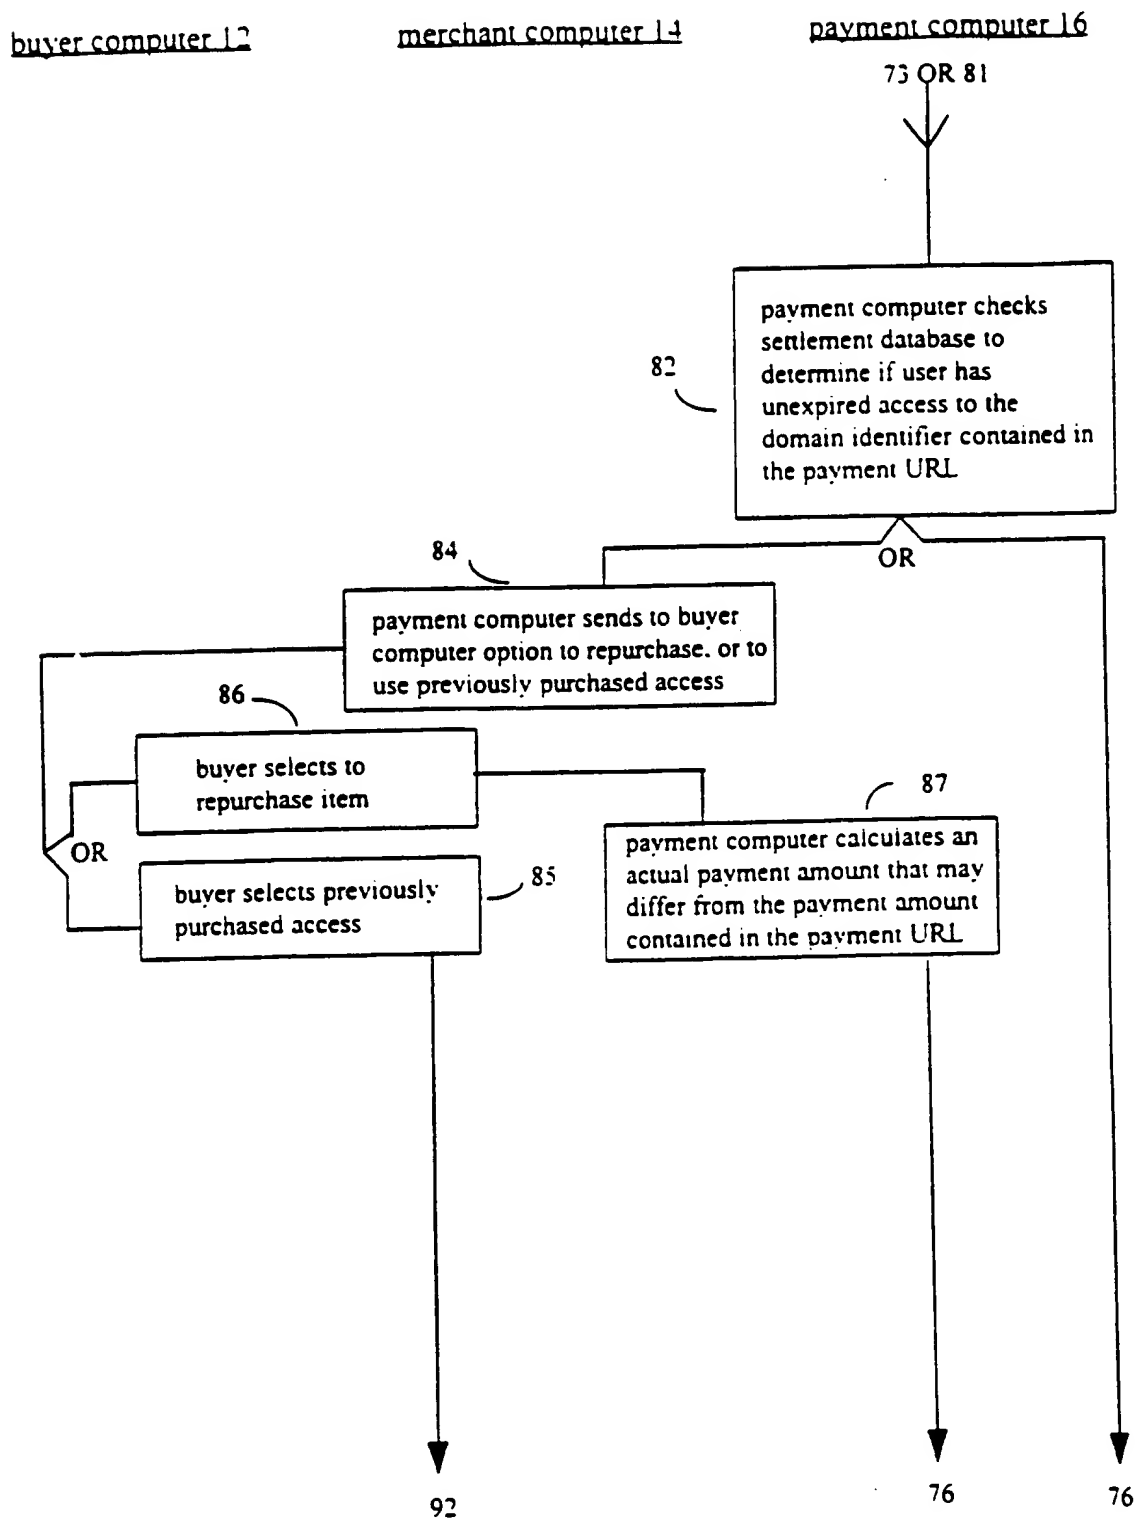 buyer computer 12
merchant computer 14
payment computer 16
73 OR 81
82
payment computer checks
settlement database to
determine if user has
unexpired access to the
domain identifier contained in
the payment URL
OR
84
payment computer sends to buyer
computer option to repurchase. or to
use previously purchased access
86
buyer selects to
repurchase item
OR
buyer selects previously
purchased access
85
87
payment computer calculates an
actual payment amount that may
differ from the payment amount
contained in the payment URL
92
76
76